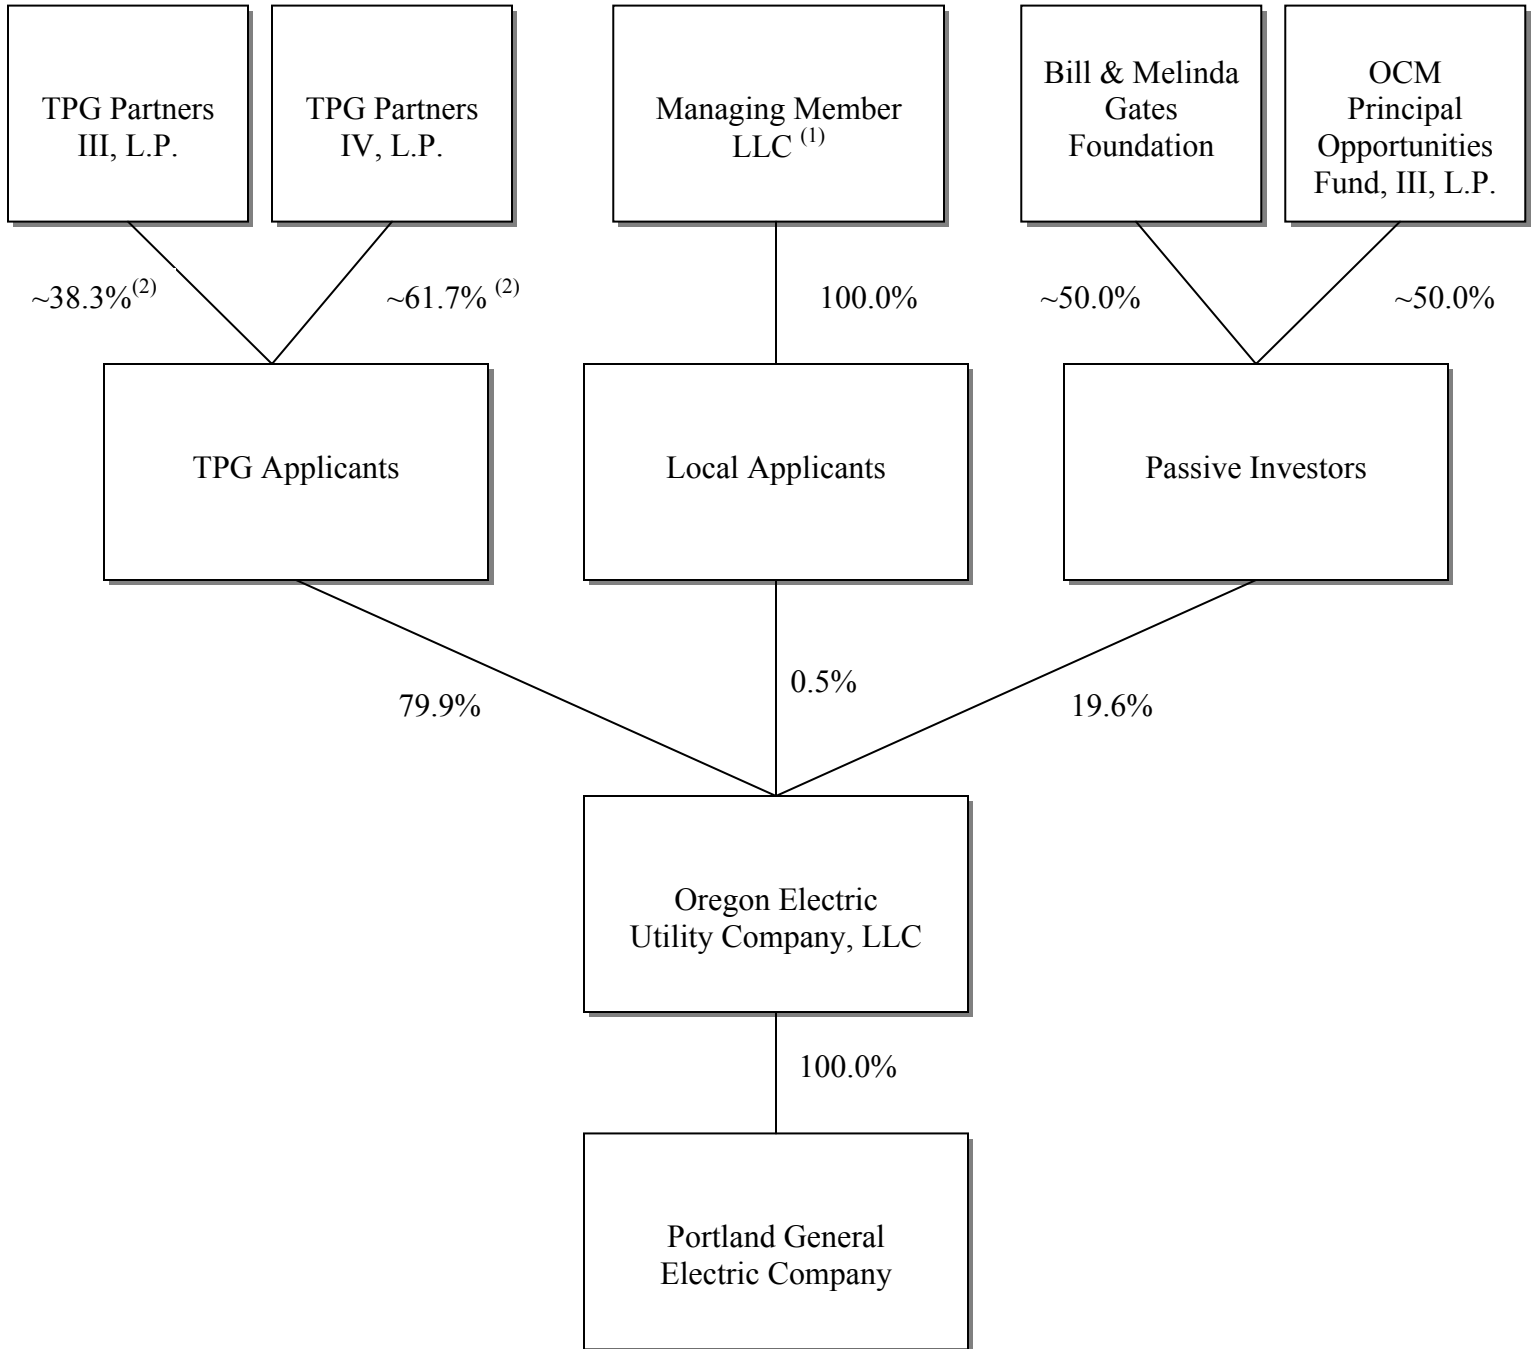 TPG Partners
III, L.P.
TPG Partners
IV, L.P.
Managing Member
LLC (1)
Bill & Melinda
Gates
Foundation
OCM
Principal
Opportunities
Fund, III, L.P.
~38.3%(2)
~61.7% (2)
100.0%
~50.0%
~50.0%
TPG Applicants
Local Applicants
Passive Investors
79.9%
0.5%
19.6%
Oregon Electric
Utility Company, LLC
100.0%
Portland General
Electric Company